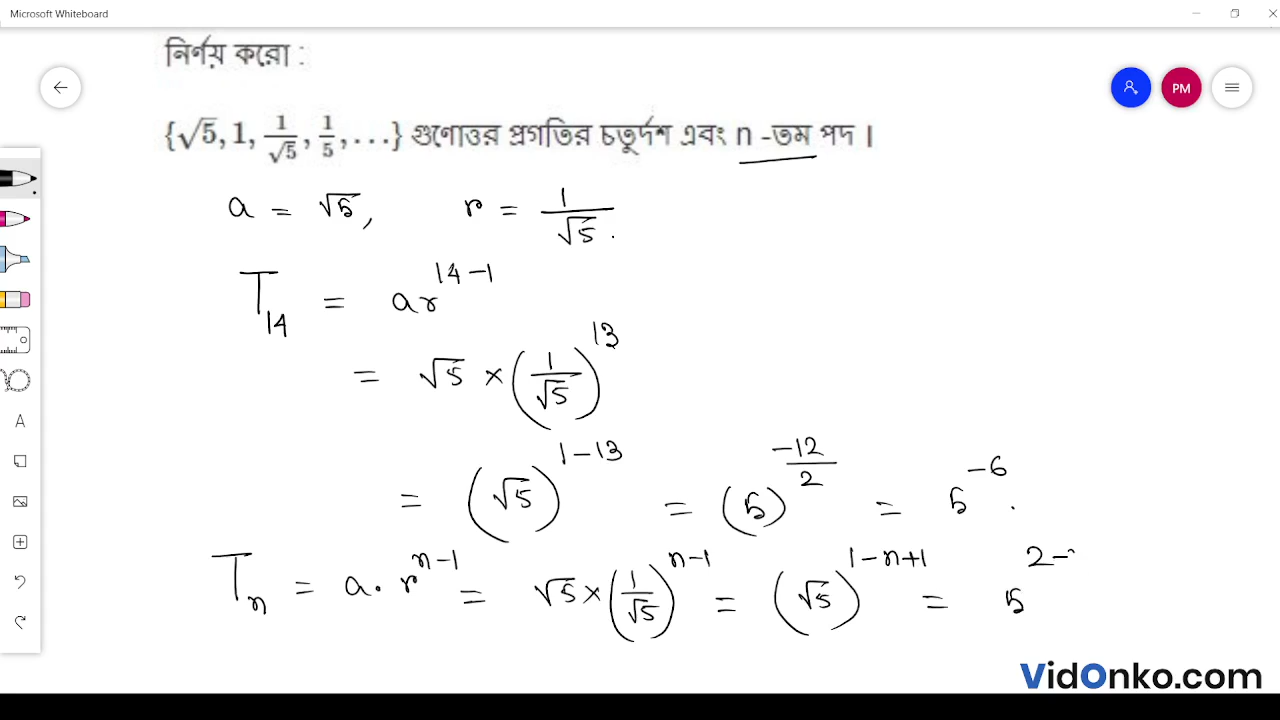 Microsoft Whiteboard
নির্ণয় করো :
PM
{√5, 1, 1/√5, 1/5, ...} গুণোত্তর প্রগতির চতুর্দশ এবং n -তম পদ ।
a = √5, r = 1/√5.
T₁₄ = ar^(14-1)
= √5 × (1/√5)^13
= (√5)^(1-13) = (5)^(-12/2) = 5^(-6).
Tₙ = a. r^(n-1) = √5 × (1/√5)^(n-1) = (√5)^(1-n+1) = 5^(2-
A
VidOnko.com